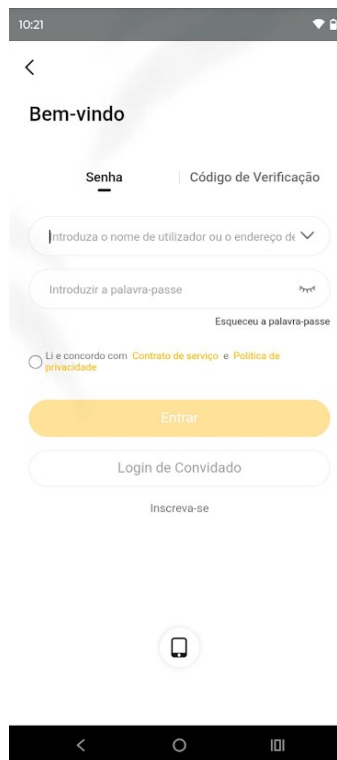 10:21
Bem-vindo
Senha
Código de Verificação
Introduza o nome de utilizador ou o endereço de
Introduzir a palavra-passe
Esqueceu a palavra-passe
Li e concordo com Contrato de serviço e Política de
privacidade
Entrar
Login de Convidado
Inscreva-se